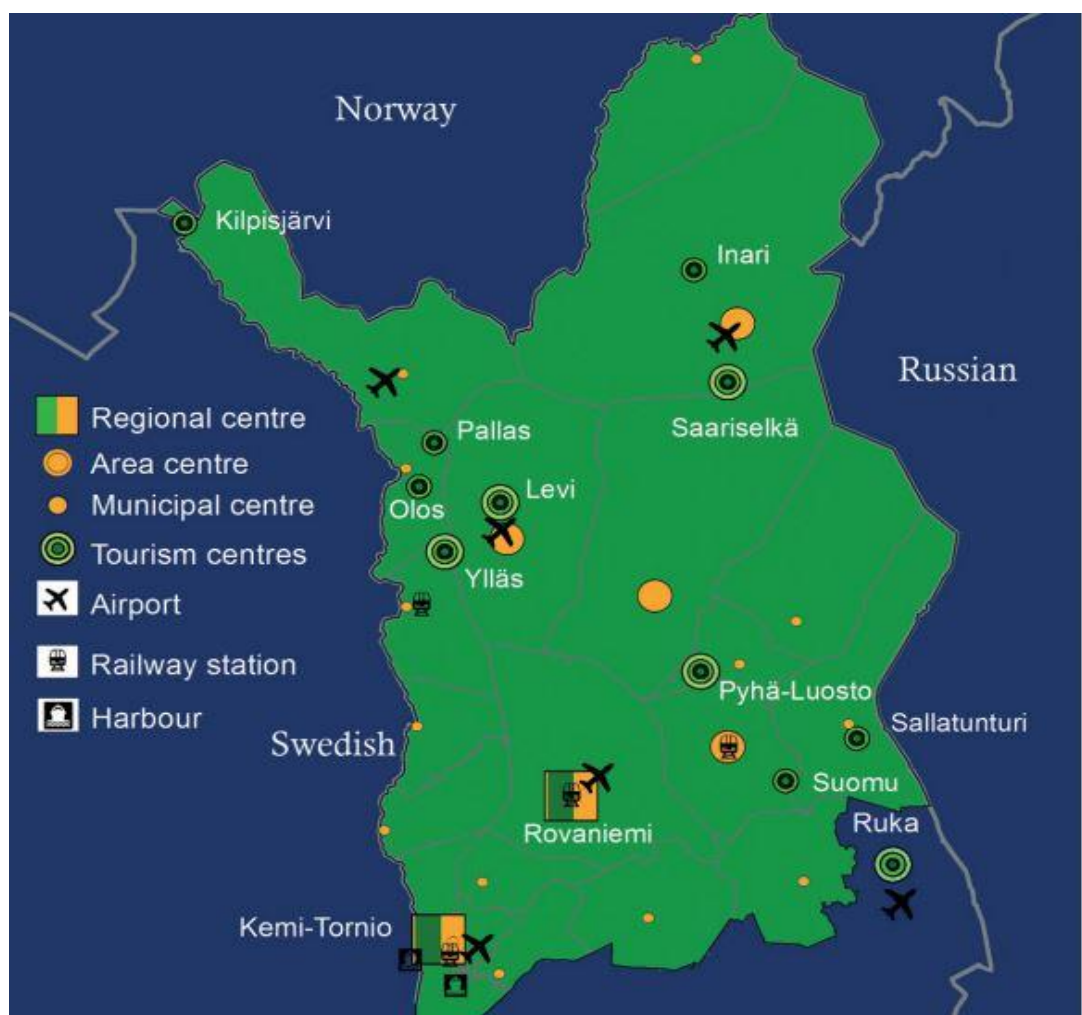 Norway
Kilpisjärvi
Inari
Russian
Saariselkä
Pallas
Levi
Olos
Ylläs
Regional centre
Area centre
Municipal centre
Tourism centres
Airport
Railway station
Harbour
Pyhä-Luosto
Sallatunturi
Swedish
Suomu
Ruka
Rovaniemi
Kemi-Tornio